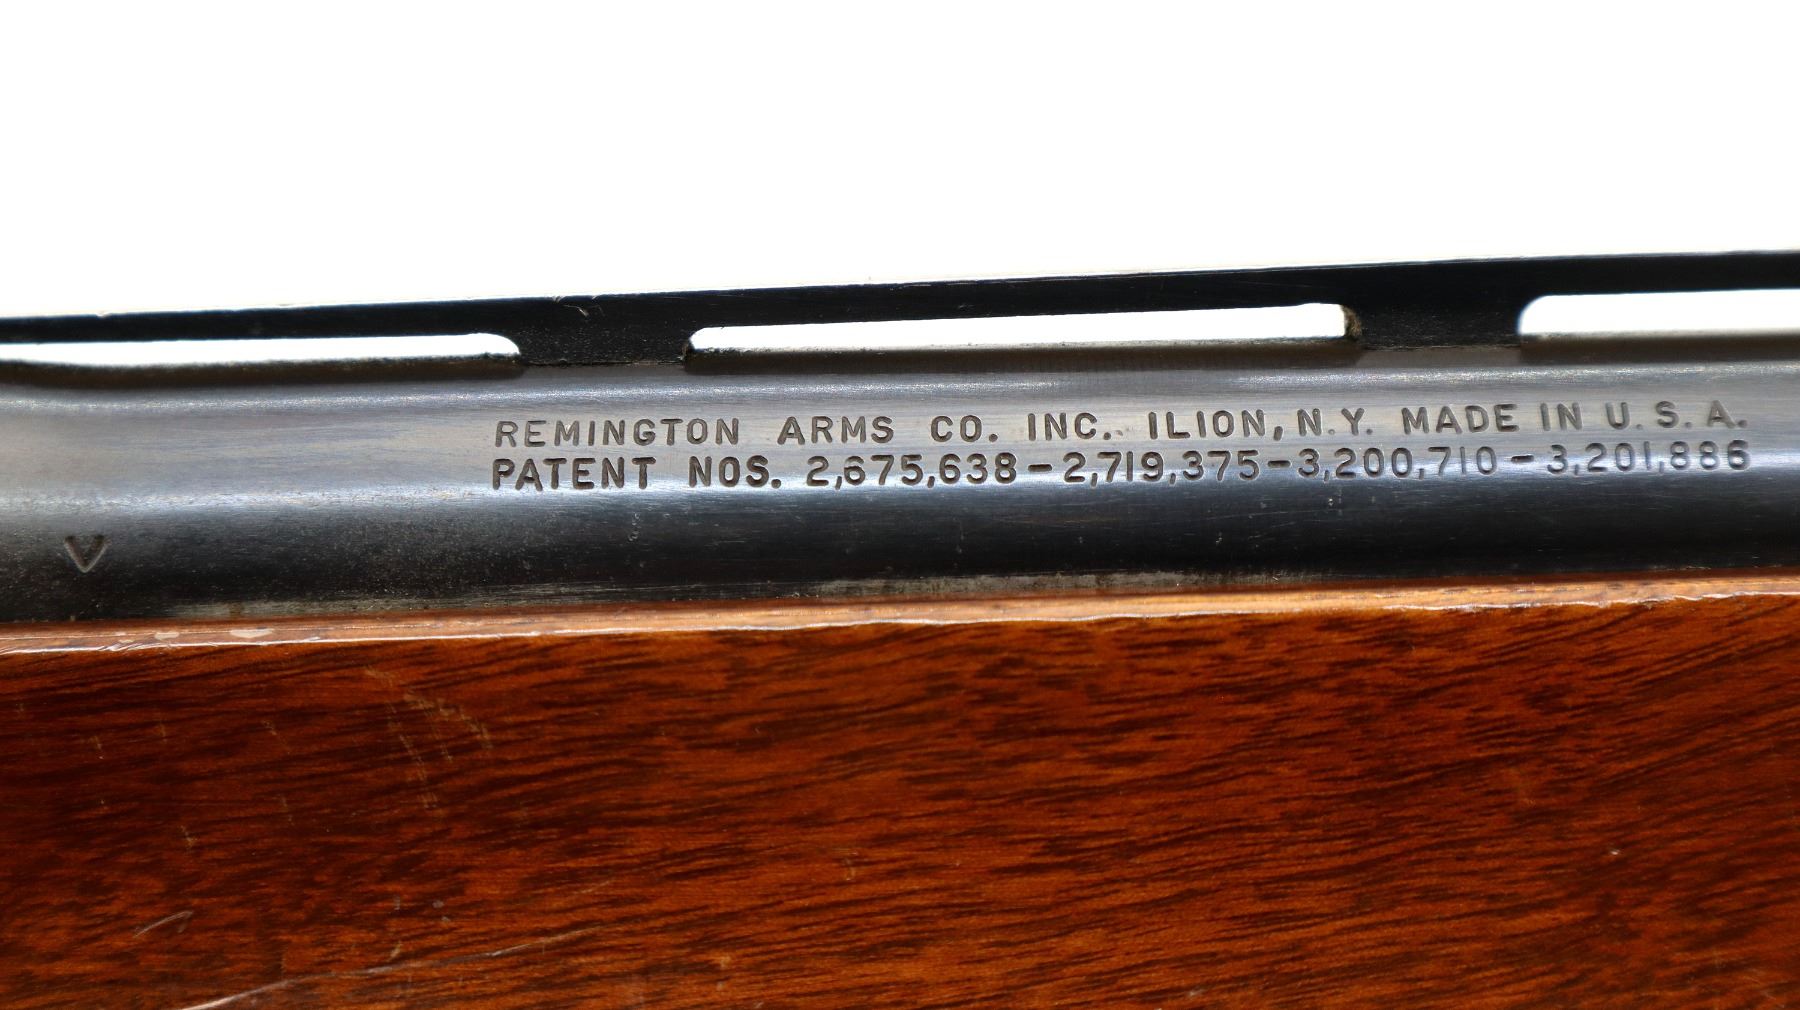 REMINGTON ARMS CO. INC. ILION, N.Y. MADE IN U.S.A.
PATENT NOS. 2,675,638-2,719,375-3,200,710-3,201,886
V